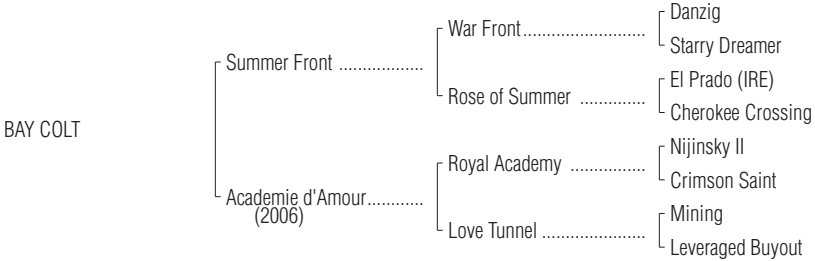 Danzig
War Front..........................
Starry Dreamer
Summer Front ..................
El Prado (IRE)
Rose of Summer ..............
Cherokee Crossing
BAY COLT
Nijinsky II
Royal Academy ................
Crimson Saint
Academie d'Amour............
(2006)
Mining
Love Tunnel ......................
Leveraged Buyout